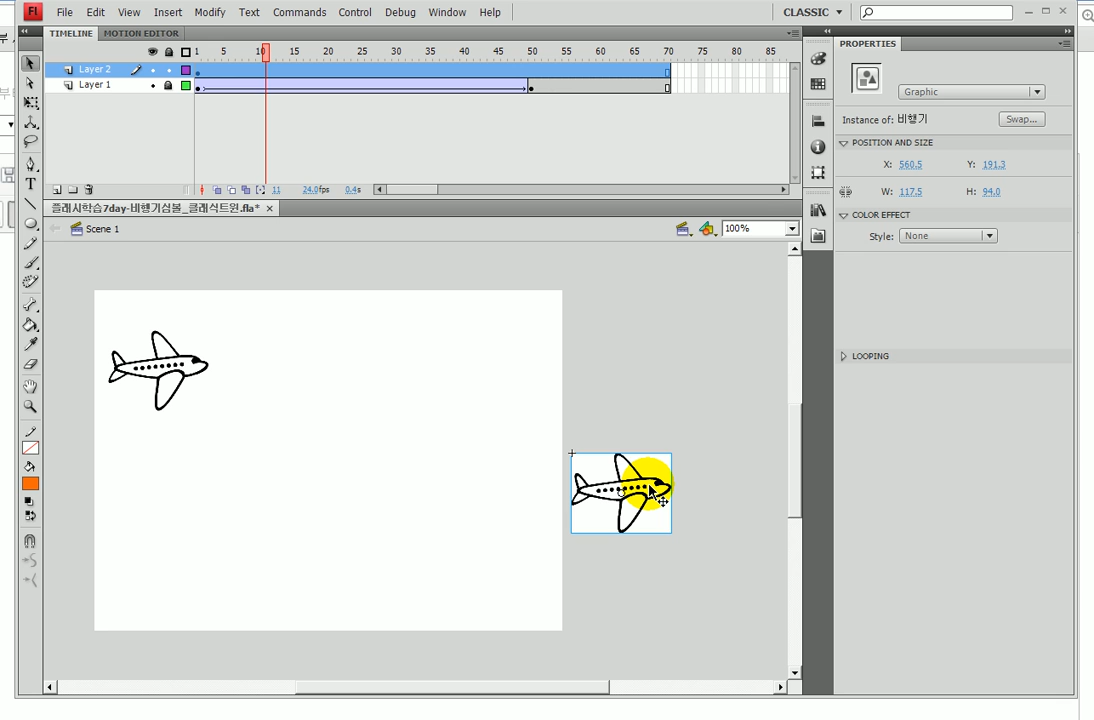 Fl File Edit View Insert Modify Text Commands Control Debug Window Help CLASSIC
TIMELINE MOTION EDITOR
1 5 10 15 20 25 30 35 40 45 50 55 60 65 70 75 80 85
Layer 2
Layer 1
11 24.0fps 0.4s
플래시학습7day-비행기심볼_클래식트윈.fla*
Scene 1
100%
PROPERTIES
Graphic
Instance of: 비행기 Swap...
POSITION AND SIZE
X: 560.5 Y: 191.3
W: 117.5 H: 94.0
COLOR EFFECT
Style: None
LOOPING